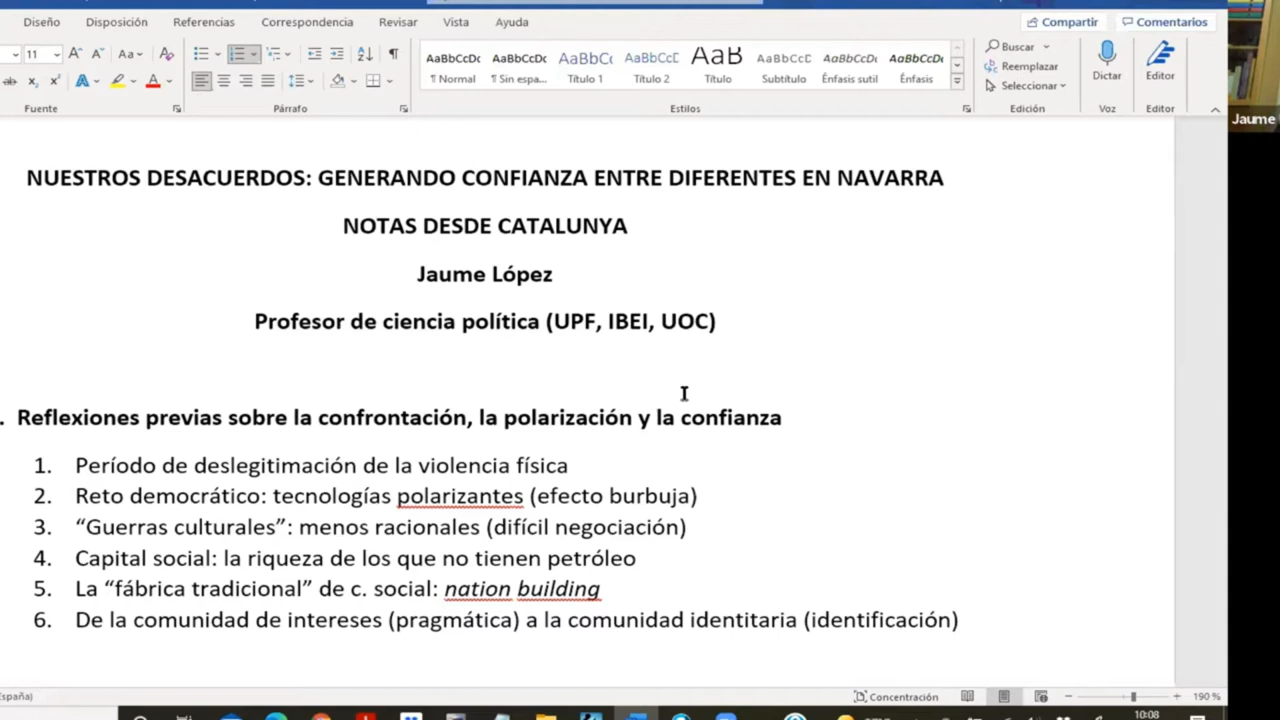 Diseño Disposición Referencias Correspondencia Revisar Vista Ayuda Compartir Comentarios
11 Aa AaBbCcDc AaBbCcDc AaBbCc AaBbCcD AaB AaBbCcD AaBbCcDc AaBbCcDc Buscar
Normal Sin espa... Título 1 Título 2 Título Subtítulo Énfasis sutil Énfasis Reemplazar Dictar Editor
Seleccionar
Fuente Párrafo Estilos Edición Voz Editor
Jaume
NUESTROS DESACUERDOS: GENERANDO CONFIANZA ENTRE DIFERENTES EN NAVARRA
NOTAS DESDE CATALUNYA
Jaume López
Profesor de ciencia política (UPF, IBEI, UOC)
. Reflexiones previas sobre la confrontación, la polarización y la confianza
1. Período de deslegitimación de la violencia física
2. Reto democrático: tecnologías polarizantes (efecto burbuja)
3. “Guerras culturales”: menos racionales (difícil negociación)
4. Capital social: la riqueza de los que no tienen petróleo
5. La “fábrica tradicional” de c. social: nation building
6. De la comunidad de intereses (pragmática) a la comunidad identitaria (identificación)
España) Concentración 190 %
10:08